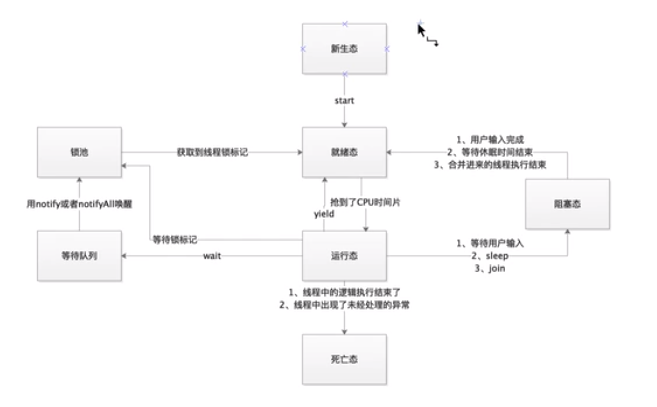 新生态
start
锁池
获取到线程锁标记
就绪态
1、用户输入完成
2、等待休眠时间结束
3、合并进来的线程执行结束
用notify或者notifyAll唤醒
yield
抢到了CPU时间片
阻塞态
等待锁标记
等待队列
wait
运行态
1、等待用户输入
2、sleep
3、join
1、线程中的逻辑执行结束了
2、线程中出现了未经处理的异常
死亡态